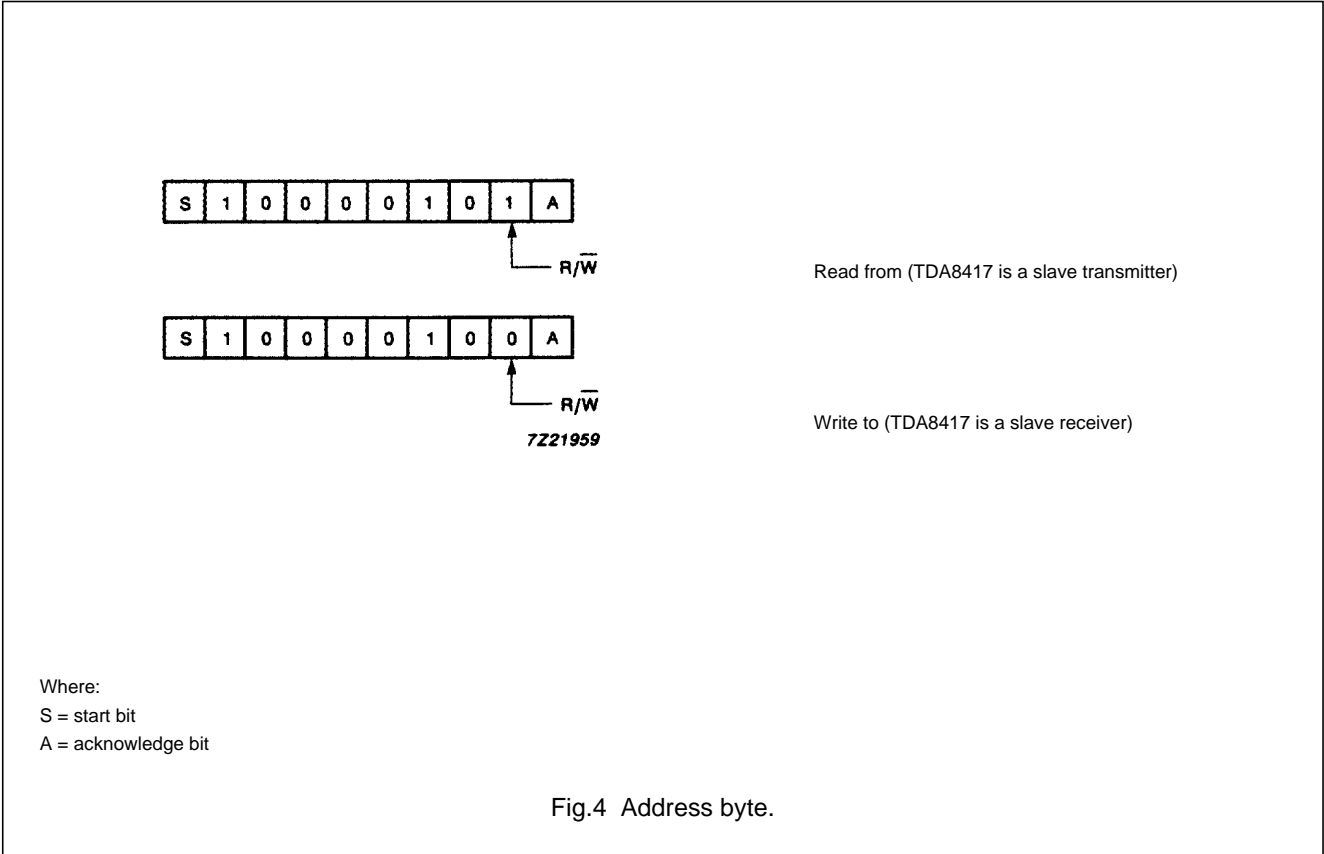 S 1 0 0 0 0 1 0 1 A
R/W̅
Read from (TDA8417 is a slave transmitter)
S 1 0 0 0 0 1 0 0 A
R/W̅
7Z21959
Write to (TDA8417 is a slave receiver)
Where:
S = start bit
A = acknowledge bit
Fig.4 Address byte.